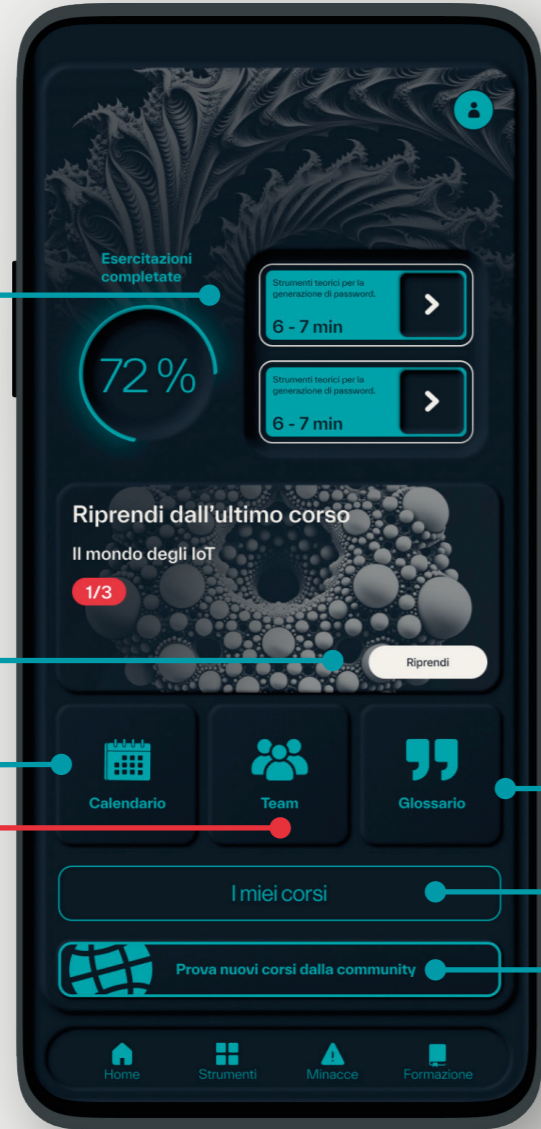 Esercitazioni
completate
72 %
Strumenti teorici per la
generazione di password.
6 - 7 min
Strumenti teorici per la
generazione di password.
6 - 7 min
Riprendi dall'ultimo corso
Il mondo degli IoT
1/3
Riprendi
Calendario
Team
Glossario
I miei corsi
Prova nuovi corsi dalla community
Home
Strumenti
Minacce
Formazione